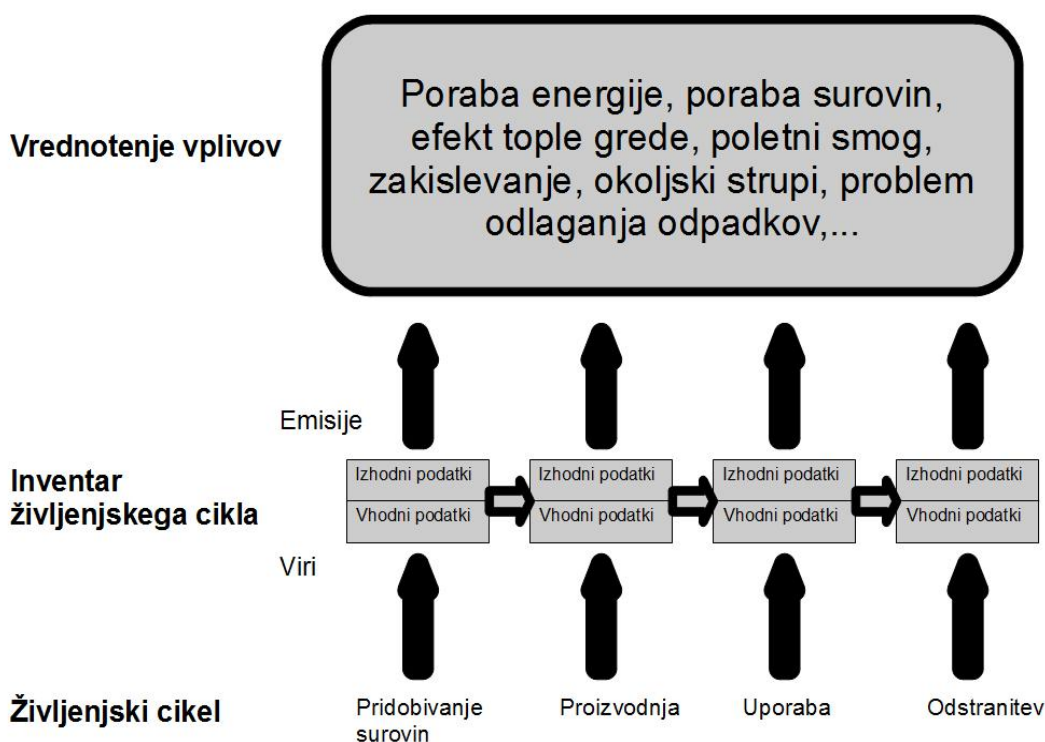 Vrednotenje vplivov
Poraba energije, poraba surovin,
efekt tople grede, poletni smog,
zakislevanje, okoljski strupi, problem
odlaganja odpadkov,...
Emisije
Inventar
življenjskega cikla
Izhodni podatki
Vhodni podatki
Izhodni podatki
Vhodni podatki
Izhodni podatki
Vhodni podatki
Izhodni podatki
Vhodni podatki
Viri
Življenjski cikel
Pridobivanje
surovin
Proizvodnja
Uporaba
Odstranitev